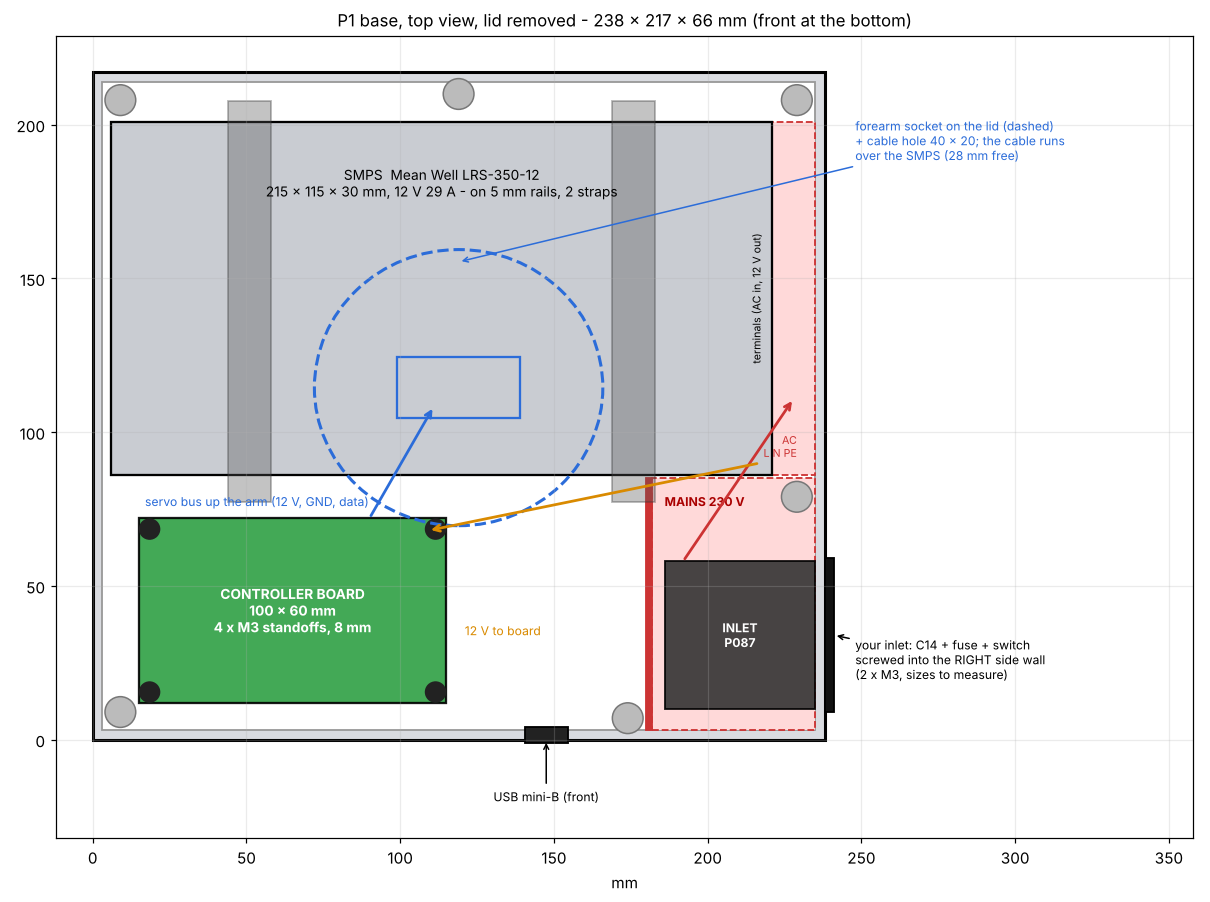 P1 base, top view, lid removed - 238 × 217 × 66 mm (front at the bottom)
200
150
100
50
0
forearm socket on the lid (dashed)
+ cable hole 40 × 20; the cable runs
over the SMPS (28 mm free)
SMPS Mean Well LRS-350-12
215 × 115 × 30 mm, 12 V 29 A - on 5 mm rails, 2 straps
terminals (AC in, 12 V out)
AC
L N PE
servo bus up the arm (12 V, GND, data)
MAINS 230 V
CONTROLLER BOARD
100 × 60 mm
4 x M3 standoffs, 8 mm
12 V to board
INLET
P087
your inlet: C14 + fuse + switch
screwed into the RIGHT side wall
(2 x M3, sizes to measure)
USB mini-B (front)
0
50
100
150
200
250
300
350
mm